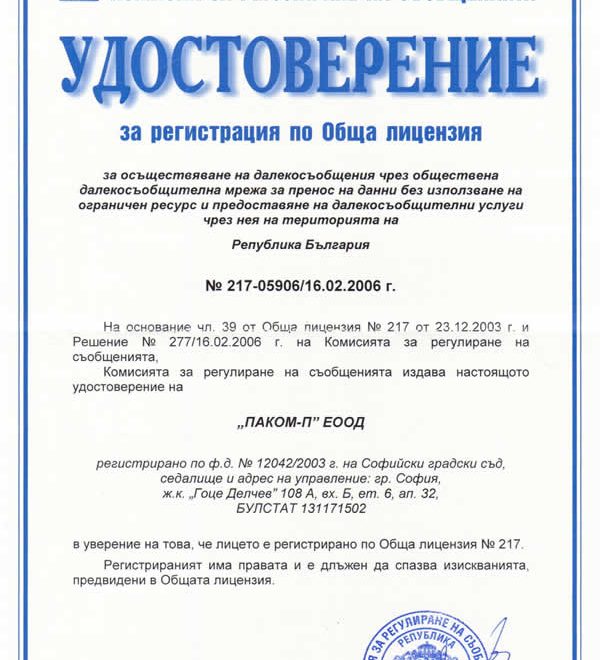 УДОСТОВЕРЕНИЕ
за регистрация по Обща лицензия
за осъществяване на далекосъобщения чрез обществена
далекосъобщителна мрежа за пренос на данни без използване на
ограничен ресурс и предоставяне на далекосъобщителни услуги
чрез нея на територията на
Република България
№ 217-05906/16.02.2006 г.
На основание чл. 39 от Обща лицензия № 217 от 23.12.2003 г. и
Решение № 277/16.02.2006 г. на Комисията за регулиране на
съобщенията,
Комисията за регулиране на съобщенията издава настоящото
удостоверение на
„ПАКОМ-П” ЕООД
регистрирано по ф.д. № 12042/2003 г. на Софийски градски съд,
седалище и адрес на управление: гр. София,
ж.к. „Гоце Делчев” 108 А, вх. Б, ет. 6, ап. 32,
БУЛСТАТ 131171502
в уверение на това, че лицето е регистрирано по Обща лицензия № 217.
Регистрираният има правата и е длъжен да спазва изискванията,
предвидени в Общата лицензия.
ЗА РЕГУЛИРАНЕ НА
РЕПУБЛИКА